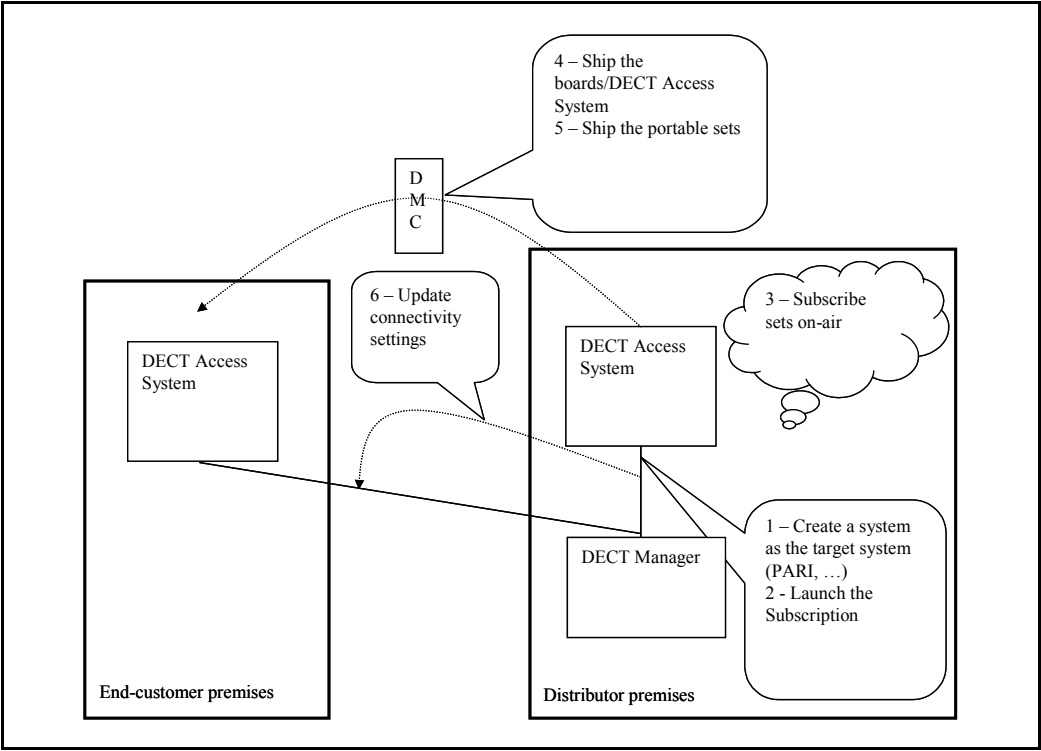 4 – Ship the
boards/DECT Access
System
5 – Ship the portable sets
D
M
C
6 – Update
connectivity
settings
3 – Subscribe
sets on-air
DECT Access
System
DECT Access
System
1 – Create a system
as the target system
(PARI, …)
2 - Launch the
Subscription
DECT Manager
End-customer premises
Distributor premises